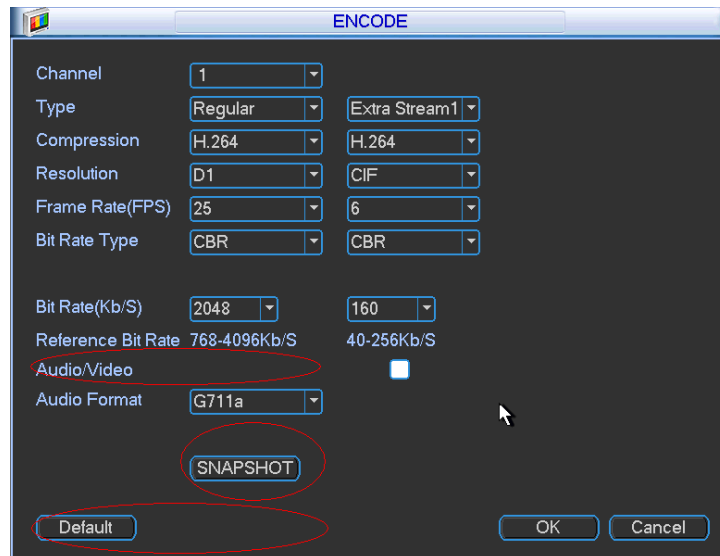 ENCODE
Channel 1
Type Regular Extra Stream1
Compression H.264 H.264
Resolution D1 CIF
Frame Rate(FPS) 25 6
Bit Rate Type CBR CBR
Bit Rate(Kb/S) 2048 160
Reference Bit Rate 768-4096Kb/S 40-256Kb/S
Audio/Video
Audio Format G711a
SNAPSHOT
Default OK Cancel